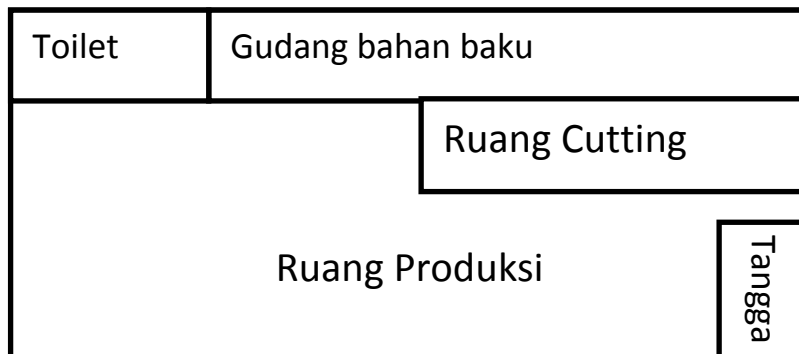 Toilet
Gudang bahan baku
Ruang Cutting
Ruang Produksi
Tangga